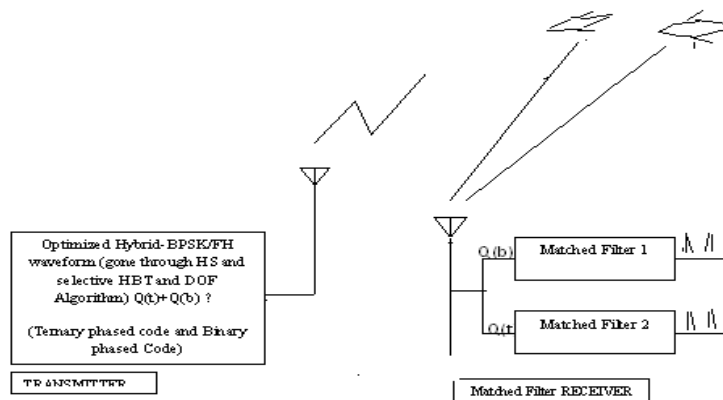 Optimized Hybrid-BPSK/FH
waveform (gone through HS and
selective HBT and DOF
Algorithm) Q(t)+Q(b) ?
(Ternary phased code and Binary
phased Code)
TRANSMITTER
Q(b)
Matched Filter 1
Q(t
Matched Filter 2
Matched Filter RECEIVER